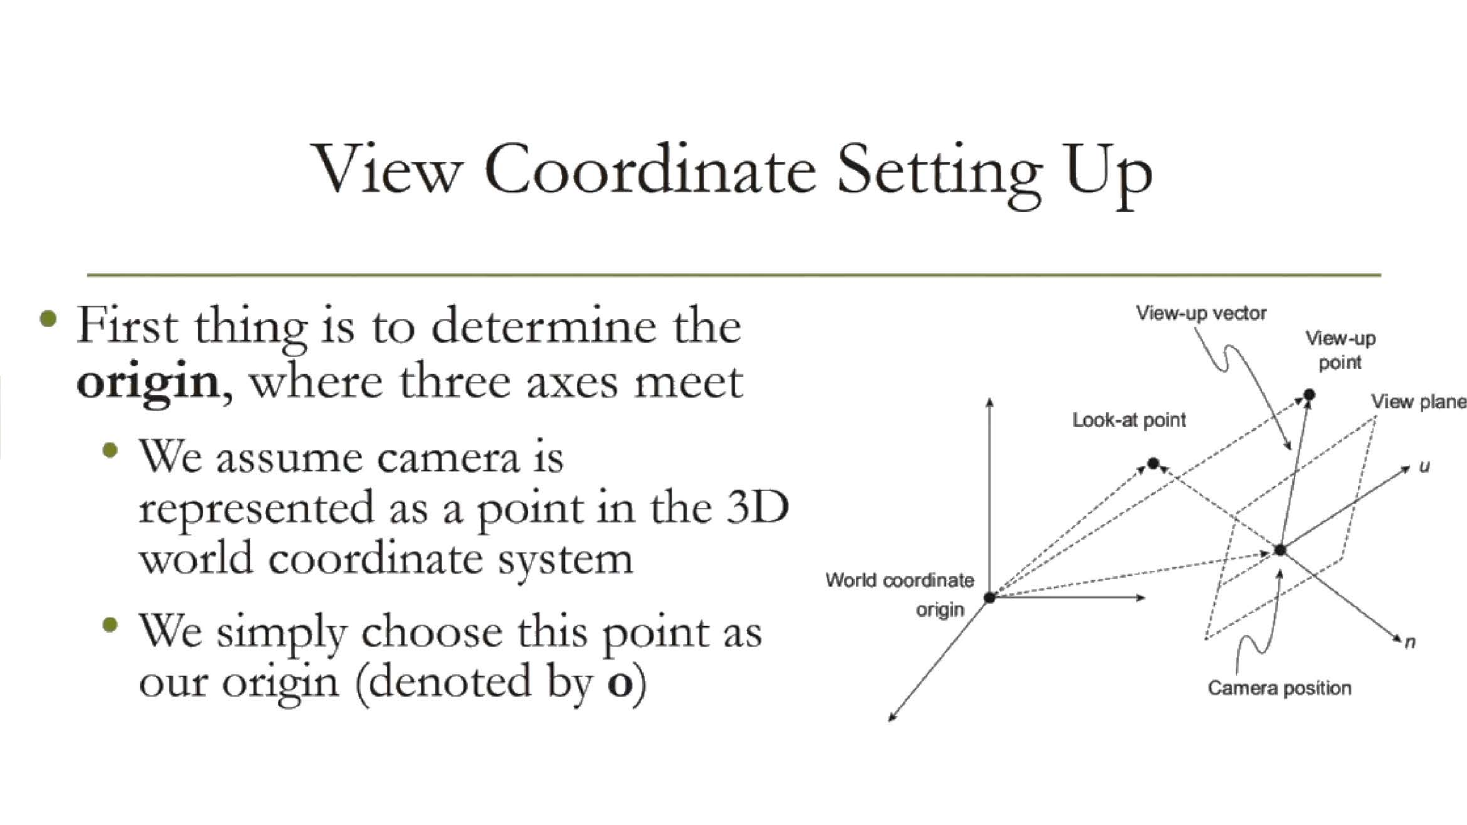 View Coordinate Setting Up
• First thing is to determine the
origin, where three axes meet
• We assume camera is
represented as a point in the 3D
world coordinate system
• We simply choose this point as
our origin (denoted by o)
View-up vector
View-up
point
View plane
Look-at point
u
World coordinate
origin
n
Camera position